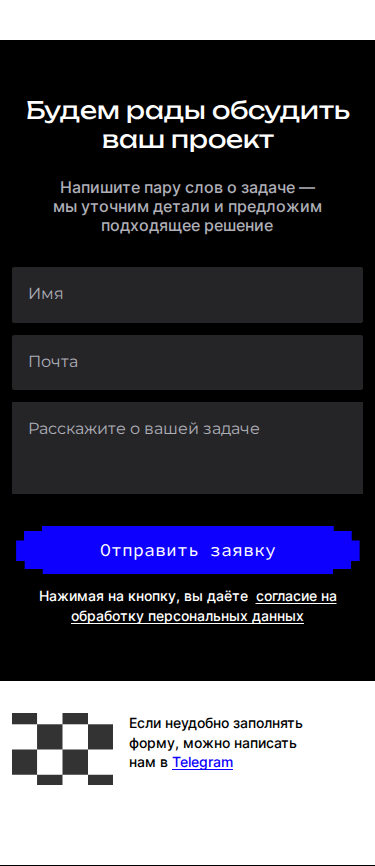 Будем рады обсудить
ваш проект
Напишите пару слов о задаче —
мы уточним детали и предложим
подходящее решение
Имя
Почта
Расскажите о вашей задаче
Отправить заявку
Нажимая на кнопку, вы даёте согласие на
обработку персональных данных
Если неудобно заполнять
форму, можно написать
нам в Telegram